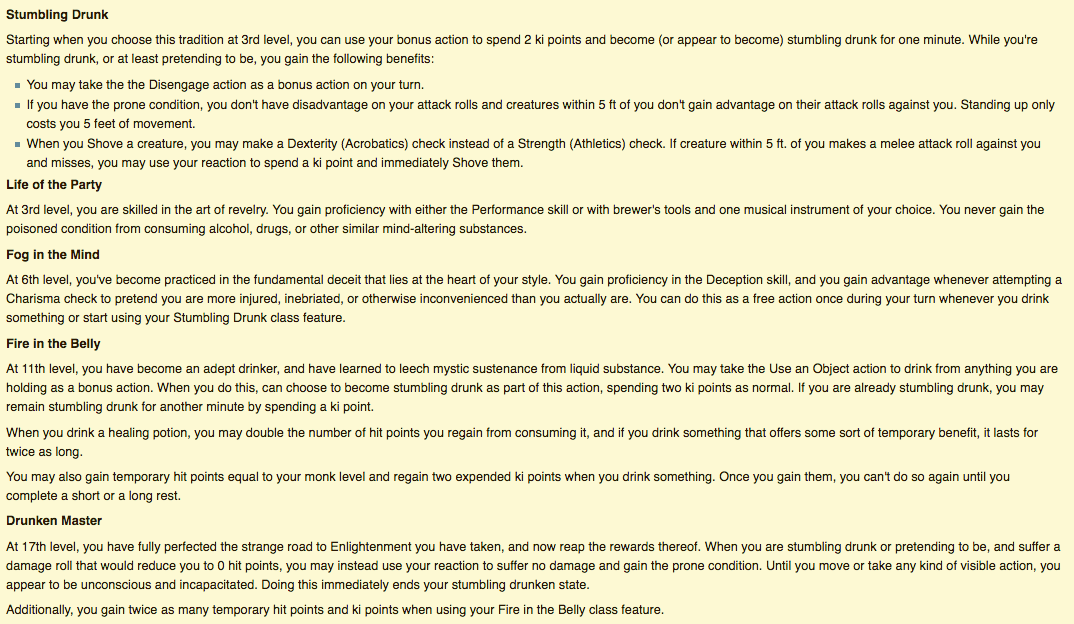 Stumbling Drunk
Starting when you choose this tradition at 3rd level, you can use your bonus action to spend 2 ki points and become (or appear to become) stumbling drunk for one minute. While you're
stumbling drunk, or at least pretending to be, you gain the following benefits:
You may take the the Disengage action as a bonus action on your turn.
If you have the prone condition, you don't have disadvantage on your attack rolls and creatures within 5 ft of you don't gain advantage on their attack rolls against you. Standing up only
costs you 5 feet of movement.
When you Shove a creature, you may make a Dexterity (Acrobatics) check instead of a Strength (Athletics) check. If creature within 5 ft. of you makes a melee attack roll against you
and misses, you may use your reaction to spend a ki point and immediately Shove them.
Life of the Party
At 3rd level, you are skilled in the art of revelry. You gain proficiency with either the Performance skill or with brewer's tools and one musical instrument of your choice. You never gain the
poisoned condition from consuming alcohol, drugs, or other similar mind-altering substances.
Fog in the Mind
At 6th level, you've become practiced in the fundamental deceit that lies at the heart of your style. You gain proficiency in the Deception skill, and you gain advantage whenever attempting a
Charisma check to pretend you are more injured, inebriated, or otherwise inconvenienced than you actually are. You can do this as a free action once during your turn whenever you drink
something or start using your Stumbling Drunk class feature.
Fire in the Belly
At 11th level, you have become an adept drinker, and have learned to leech mystic sustenance from liquid substance. You may take the Use an Object action to drink from anything you are
holding as a bonus action. When you do this, can choose to become stumbling drunk as part of this action, spending two ki points as normal. If you are already stumbling drunk, you may
remain stumbling drunk for another minute by spending a ki point.
When you drink a healing potion, you may double the number of hit points you regain from consuming it, and if you drink something that offers some sort of temporary benefit, it lasts for
twice as long.
You may also gain temporary hit points equal to your monk level and regain two expended ki points when you drink something. Once you gain them, you can't do so again until you
complete a short or a long rest.
Drunken Master
At 17th level, you have fully perfected the strange road to Enlightenment you have taken, and now reap the rewards thereof. When you are stumbling drunk or pretending to be, and suffer a
damage roll that would reduce you to 0 hit points, you may instead use your reaction to suffer no damage and gain the prone condition. Until you move or take any kind of visible action, you
appear to be unconscious and incapacitated. Doing this immediately ends your stumbling drunken state.
Additionally, you gain twice as many temporary hit points and ki points when using your Fire in the Belly class feature.